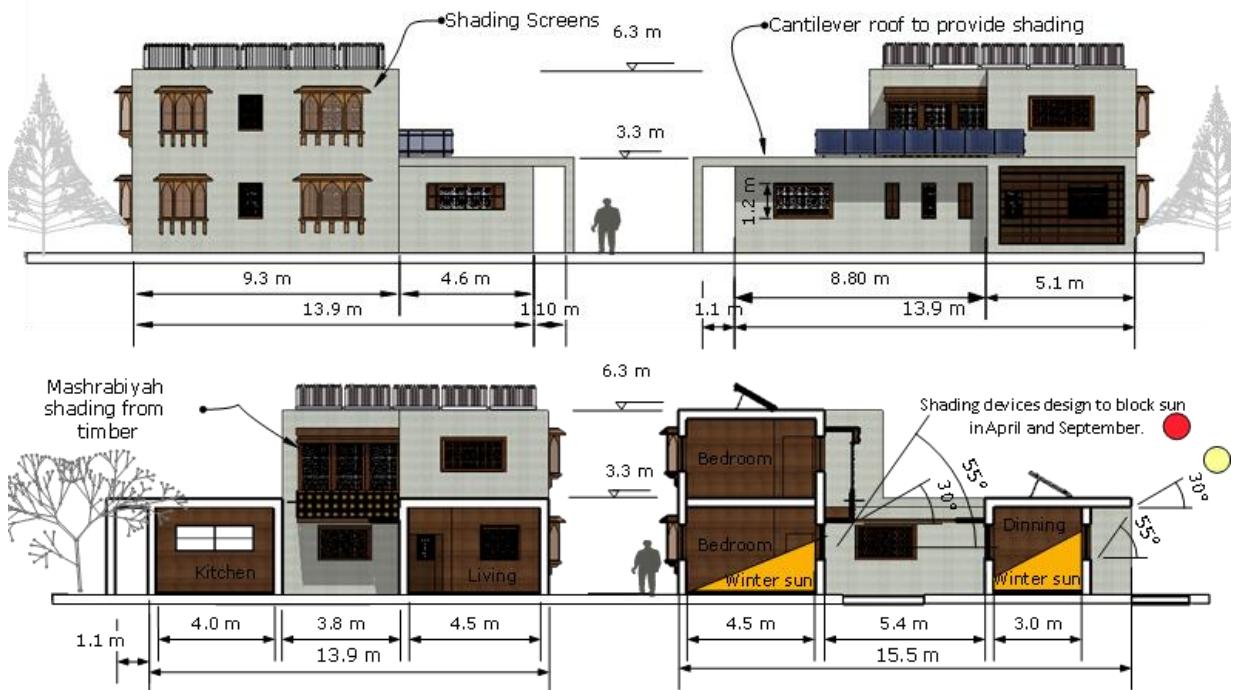 Shading Screens
6.3 m
Cantilever roof to provide shading
3.3 m
1.2 m
9.3 m
4.6 m
13.9 m
1.10 m
8.80 m
5.1 m
1.1 m
13.9 m
Mashrabiyah
shading from
timber
6.3 m
3.3 m
Shading devices design to block sun
in April and September.
Bedroom
55°
30°
30°
55°
Dinning
Kitchen
Living
Bedroom
Winter sun
Winter sun
4.0 m
3.8 m
4.5 m
1.1 m
13.9 m
4.5 m
5.4 m
3.0 m
15.5 m